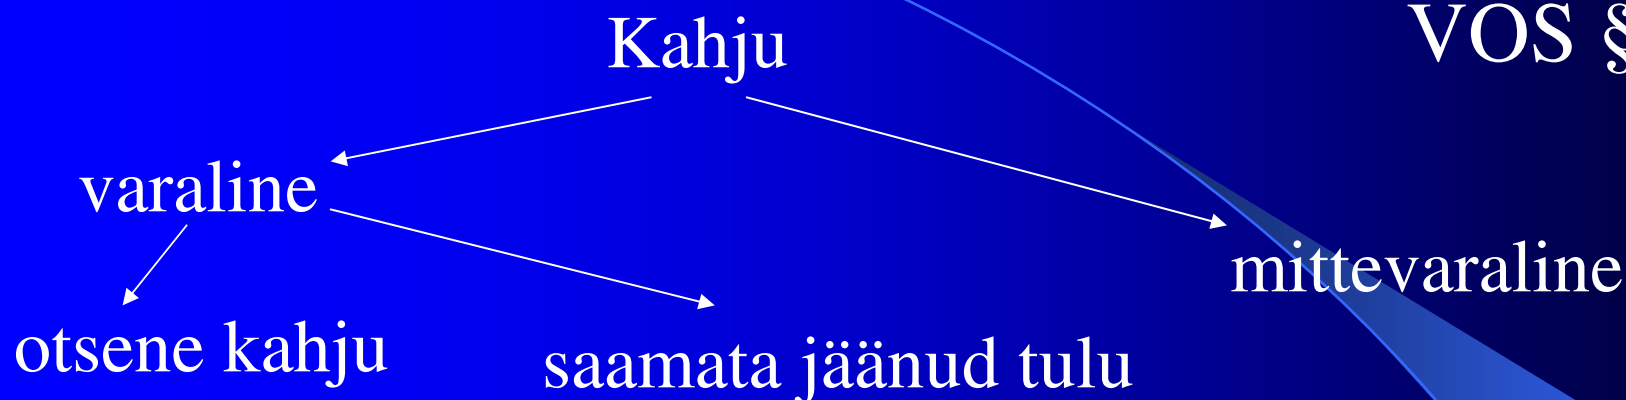 Kahju
VOS §
varaline
mittevaraline
otsene kahju
saamata jäänud tulu